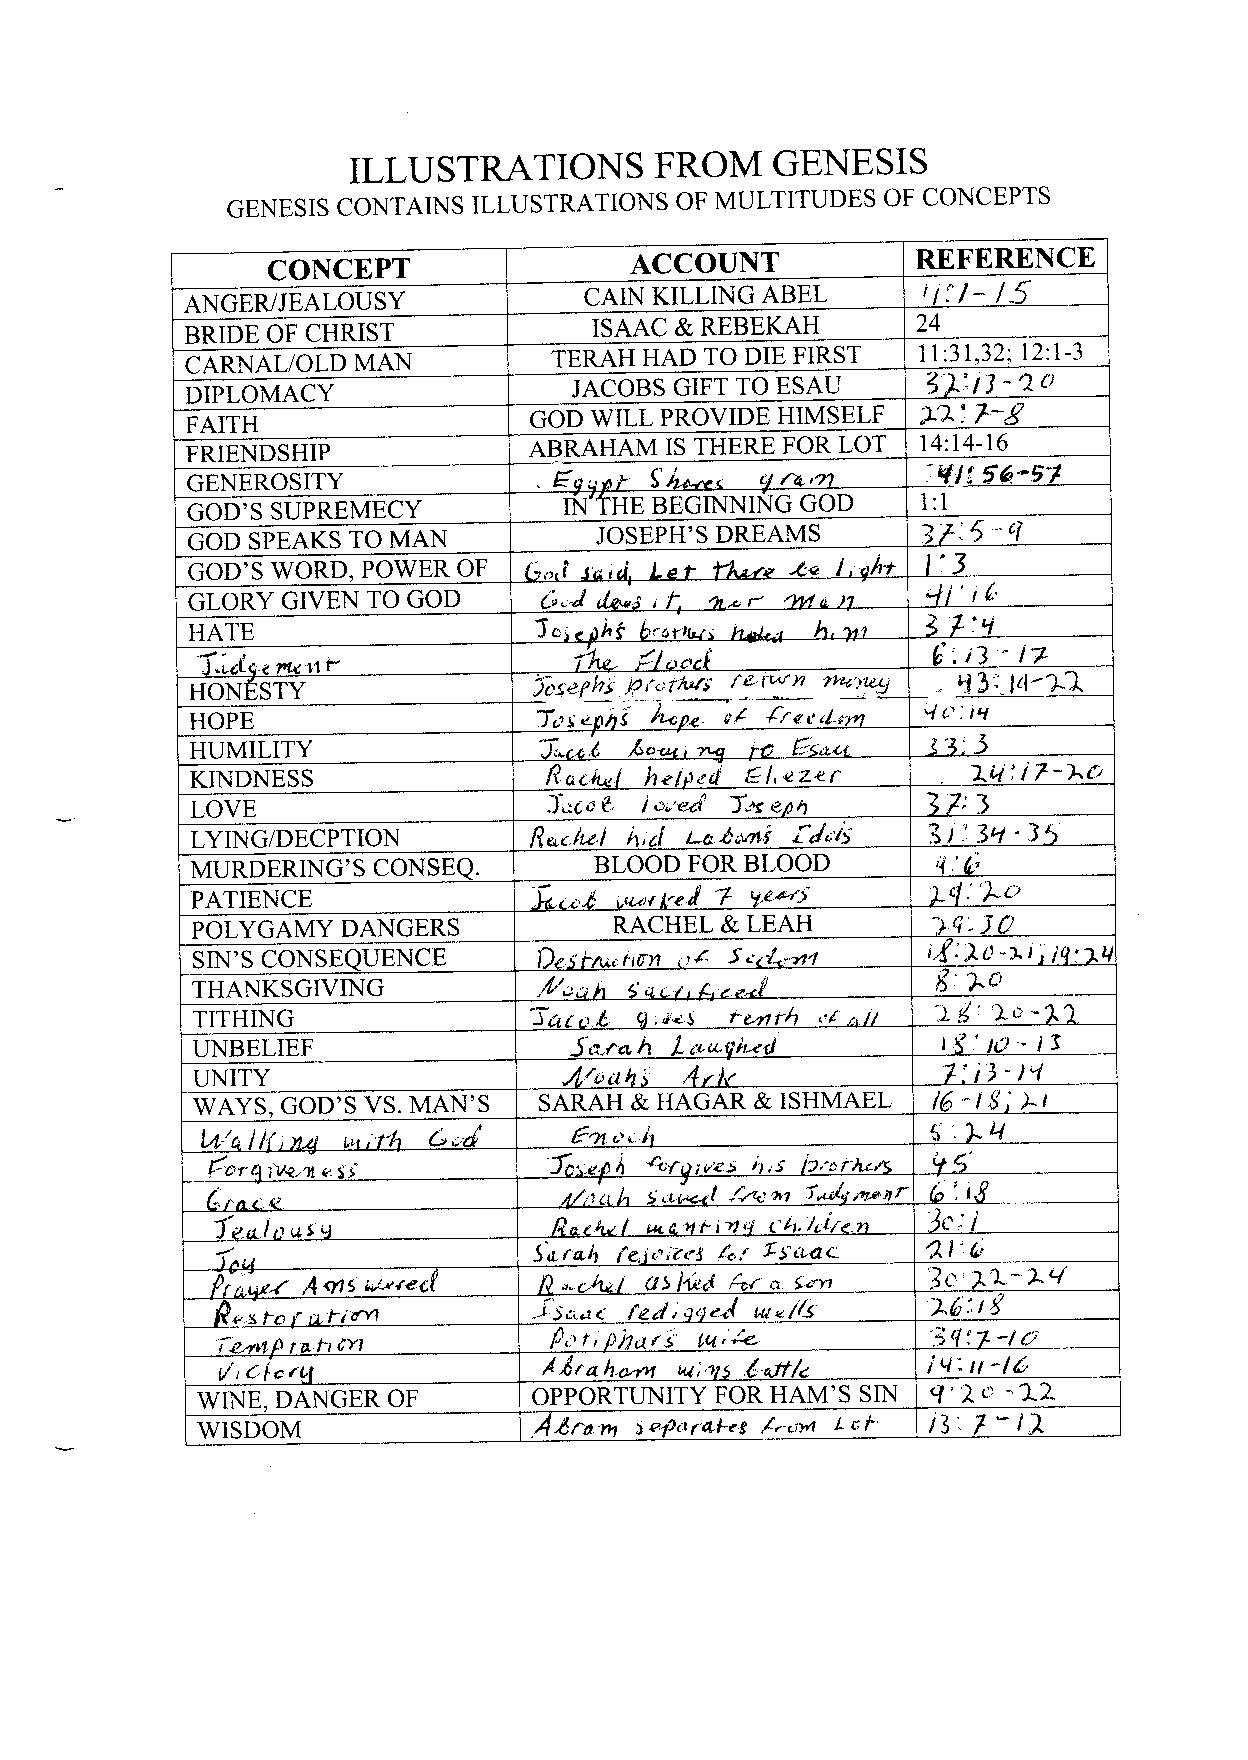 ILLUSTRATIONS FROM GENESIS
GENESIS CONTAINS ILLUSTRATIONS OF MULTITUDES OF CONCEPTS
CONCEPT ACCOUNT REFERENCE
ANGER/JEALOUSY CAIN KILLING ABEL 4:1-15
BRIDE OF CHRIST ISAAC & REBEKAH 24
CARNAL/OLD MAN TERAH HAD TO DIE FIRST 11:31,32; 12:1-3
DIPLOMACY JACOBS GIFT TO ESAU 32:13-20
FAITH GOD WILL PROVIDE HIMSELF 22:7-8
FRIENDSHIP ABRAHAM IS THERE FOR LOT 14:14-16
GENEROSITY Egypt Shares grain 41:56-57
GOD'S SUPREMECY IN THE BEGINNING GOD 1:1
GOD SPEAKS TO MAN JOSEPH'S DREAMS 37:5-9
GOD'S WORD, POWER OF God said, Let there be light 1:3
GLORY GIVEN TO GOD God does it, not man 41:16
HATE Joseph's brothers hated him 37:4
Judgement The Flood 6:13-17
HONESTY Joseph's brothers return money 43:14-22
HOPE Joseph's hope of freedom 40:14
HUMILITY Jacob bowing to Esau 33:3
KINDNESS Rachel helped Eliezer 24:17-20
LOVE Jacob loved Joseph 37:3
LYING/DECPTION Rachel hid Laban's Idols 31:34-35
MURDERING'S CONSEQ. BLOOD FOR BLOOD 9:6
PATIENCE Jacob worked 7 years 29:20
POLYGAMY DANGERS RACHEL & LEAH 29:30
SIN'S CONSEQUENCE Destruction of Sodom 18:20-21; 19:24
THANKSGIVING Noah sacrificed 8:20
TITHING Jacob gives tenth of all 28:20-22
UNBELIEF Sarah Laughed 18:10-13
UNITY Noah's Ark 7:13-14
WAYS, GOD'S VS. MAN'S SARAH & HAGAR & ISHMAEL 16-18; 21
Walking with God Enoch 5:24
Forgiveness Joseph forgives his brothers 45
Grace Noah saved from Judgment 6:18
Jealousy Rachel wanting children 30:1
Joy Sarah rejoices for Isaac 21:6
Prayer Answered Rachel asked for a son 30:22-24
Restoration Isaac redigged wells 26:18
Temptation Potiphar's wife 39:7-10
Victory Abraham wins battle 14:11-16
WINE, DANGER OF OPPORTUNITY FOR HAM'S SIN 9:20-22
WISDOM Abram separates from Lot 13:7-12